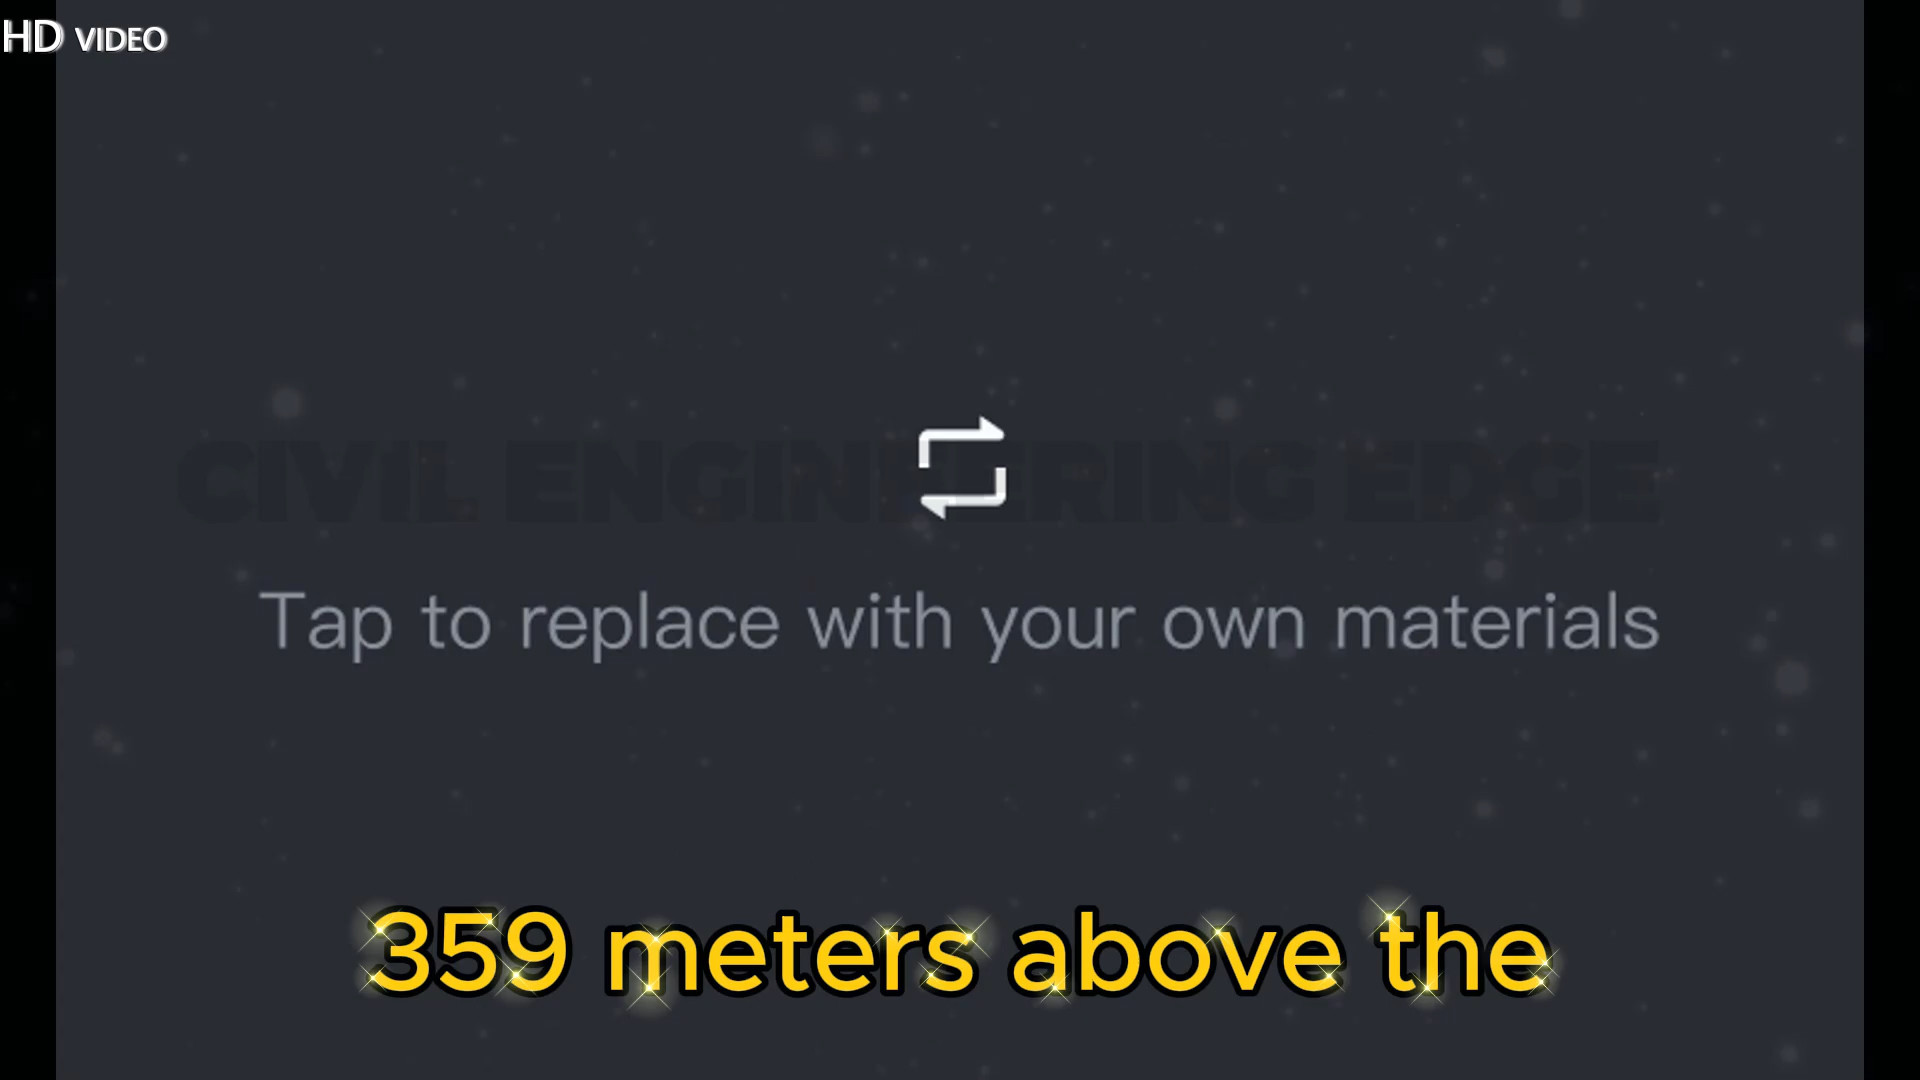 HD VIDEO
CIVIL ENGINEERING EDGE
Tap to replace with your own materials
359 meters above the